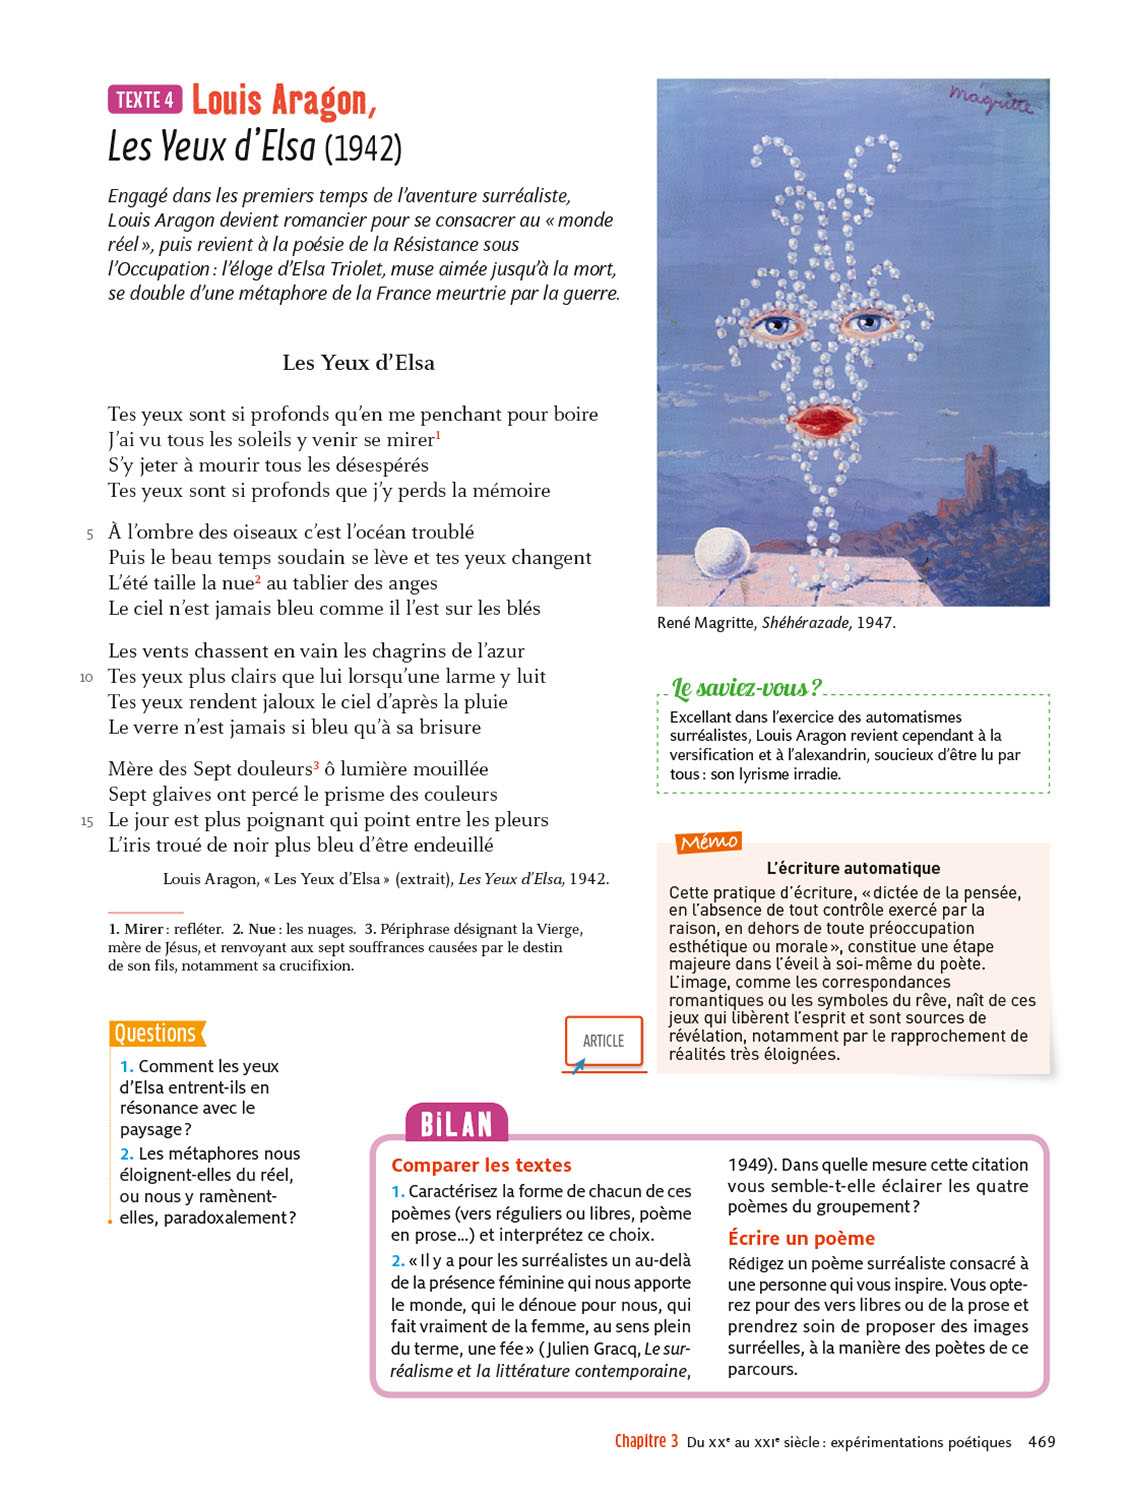 TEXTE 4 Louis Aragon,
Les Yeux d'Elsa (1942)
Engagé dans les premiers temps de l'aventure surréaliste,
Louis Aragon devient romancier pour se consacrer au « monde
réel », puis revient à la poésie de la Résistance sous
l'Occupation : l'éloge d'Elsa Triolet, muse aimée jusqu'à la mort,
se double d'une métaphore de la France meurtrie par la guerre.
Les Yeux d'Elsa
Tes yeux sont si profonds qu'en me penchant pour boire
J'ai vu tous les soleils y venir se mirer1
S'y jeter à mourir tous les désespérés
Tes yeux sont si profonds que j'y perds la mémoire
5 À l'ombre des oiseaux c'est l'océan troublé
Puis le beau temps soudain se lève et tes yeux changent
L'été taille la nue2 au tablier des anges
Le ciel n'est jamais bleu comme il l'est sur les blés
Les vents chassent en vain les chagrins de l'azur
10 Tes yeux plus clairs que lui lorsqu'une larme y luit
Tes yeux rendent jaloux le ciel d'après la pluie
Le verre n'est jamais si bleu qu'à sa brisure
Mère des Sept douleurs3 ô lumière mouillée
Sept glaives ont percé le prisme des couleurs
15 Le jour est plus poignant qui point entre les pleurs
L'iris troué de noir plus bleu d'être endeuillé
Louis Aragon, « Les Yeux d'Elsa » (extrait), Les Yeux d'Elsa, 1942.
1. Mirer : refléter. 2. Nue : les nuages. 3. Périphrase désignant la Vierge,
mère de Jésus, et renvoyant aux sept souffrances causées par le destin
de son fils, notamment sa crucifixion.
Questions
1. Comment les yeux
d'Elsa entrent-ils en
résonance avec le
paysage ?
2. Les métaphores nous
éloignent-elles du réel,
ou nous y ramènent-
elles, paradoxalement ?
magritte
René Magritte, Shéhérazade, 1947.
Le saviez-vous ?
Excellant dans l'exercice des automatismes
surréalistes, Louis Aragon revient cependant à la
versification et à l'alexandrin, soucieux d'être lu par
tous : son lyrisme irradie.
Mémo
L'écriture automatique
Cette pratique d'écriture, « dictée de la pensée,
en l'absence de tout contrôle exercé par la
raison, en dehors de toute préoccupation
esthétique ou morale », constitue une étape
majeure dans l'éveil à soi-même du poète.
L'image, comme les correspondances
romantiques ou les symboles du rêve, naît de ces
jeux qui libèrent l'esprit et sont sources de
révélation, notamment par le rapprochement de
réalités très éloignées.
ARTICLE
BiLAN
Comparer les textes
1. Caractérisez la forme de chacun de ces
poèmes (vers réguliers ou libres, poème
en prose...) et interprétez ce choix.
2. « Il y a pour les surréalistes un au-delà
de la présence féminine qui nous apporte
le monde, qui le dénoue pour nous, qui
fait vraiment de la femme, au sens plein
du terme, une fée » (Julien Gracq, Le sur-
réalisme et la littérature contemporaine,
1949). Dans quelle mesure cette citation
vous semble-t-elle éclairer les quatre
poèmes du groupement ?
Écrire un poème
Rédigez un poème surréaliste consacré à
une personne qui vous inspire. Vous opte-
rez pour des vers libres ou de la prose et
prendrez soin de proposer des images
surréelles, à la manière des poètes de ce
parcours.
Chapitre 3 Du XXe au XXIe siècle : expérimentations poétiques 469